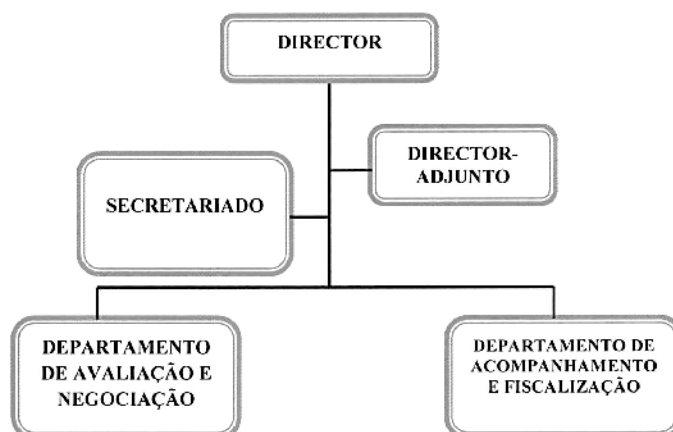 DIRECTOR
DIRECTOR-
ADJUNTO
SECRETARIADO
DEPARTAMENTO
DE AVALIAÇÃO E
NEGOCIAÇÃO
DEPARTAMENTO DE
ACOMPANHAMENTO
E FISCALIZAÇÃO